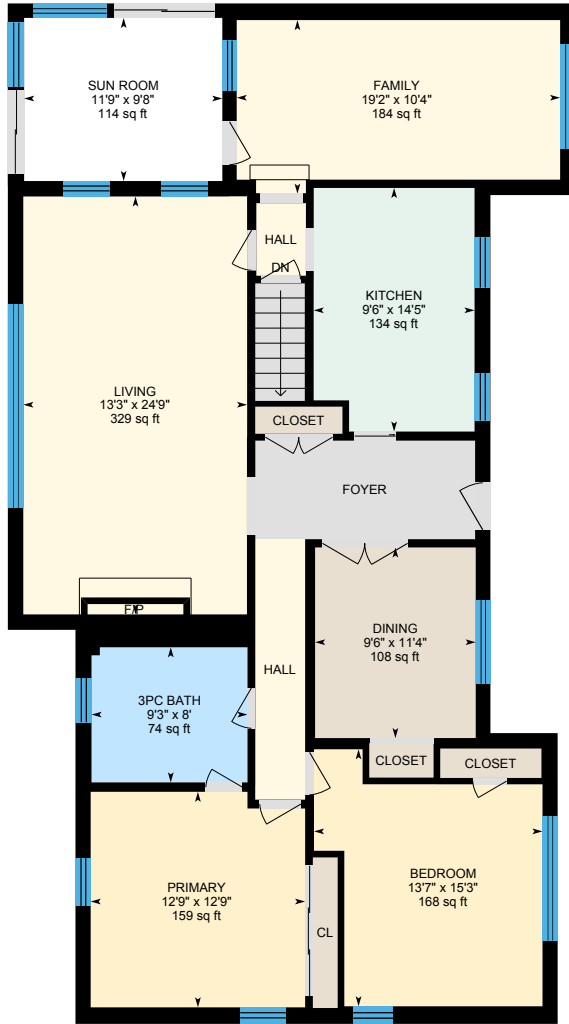 SUN ROOM
11'9" x 9'8"
114 sq ft
FAMILY
19'2" x 10'4"
184 sq ft
HALL
DN
KITCHEN
9'6" x 14'5"
134 sq ft
LIVING
13'3" x 24'9"
329 sq ft
CLOSET
FOYER
F/P
DINING
9'6" x 11'4"
108 sq ft
HALL
3PC BATH
9'3" x 8'
74 sq ft
CLOSET
CLOSET
PRIMARY
12'9" x 12'9"
159 sq ft
BEDROOM
13'7" x 15'3"
168 sq ft
CL